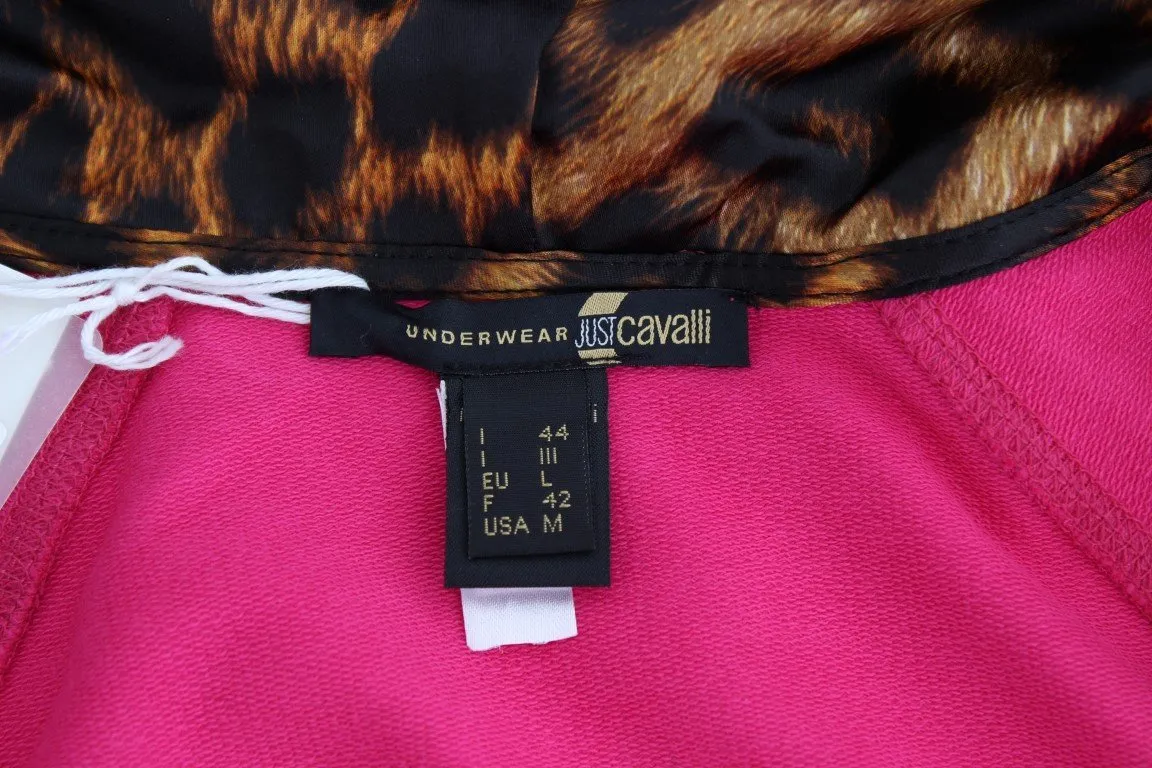 UNDERWEAR JUST cavalli
I 44
I III
EU L
F 42
USA M